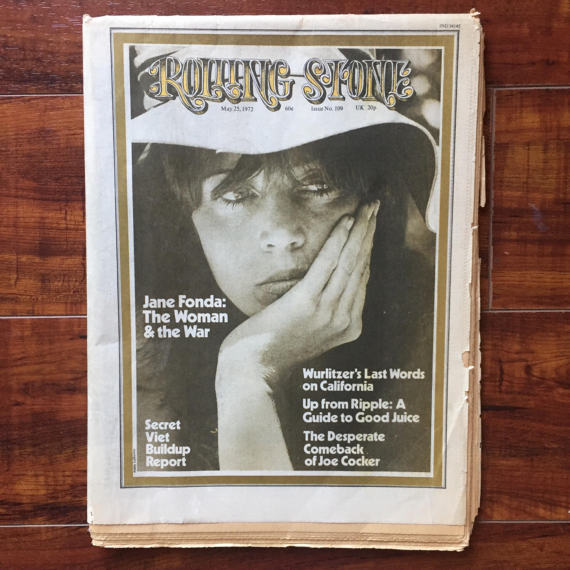 ROLLING STONE
May 25, 1972 60¢ Issue No. 109 UK 20p
Jane Fonda:
The Woman
& the War
Wurlitzer's Last Words
on California
Up from Ripple: A
Guide to Good Juice
The Desperate
Comeback
of Joe Cocker
Secret
Viet
Buildup
Report